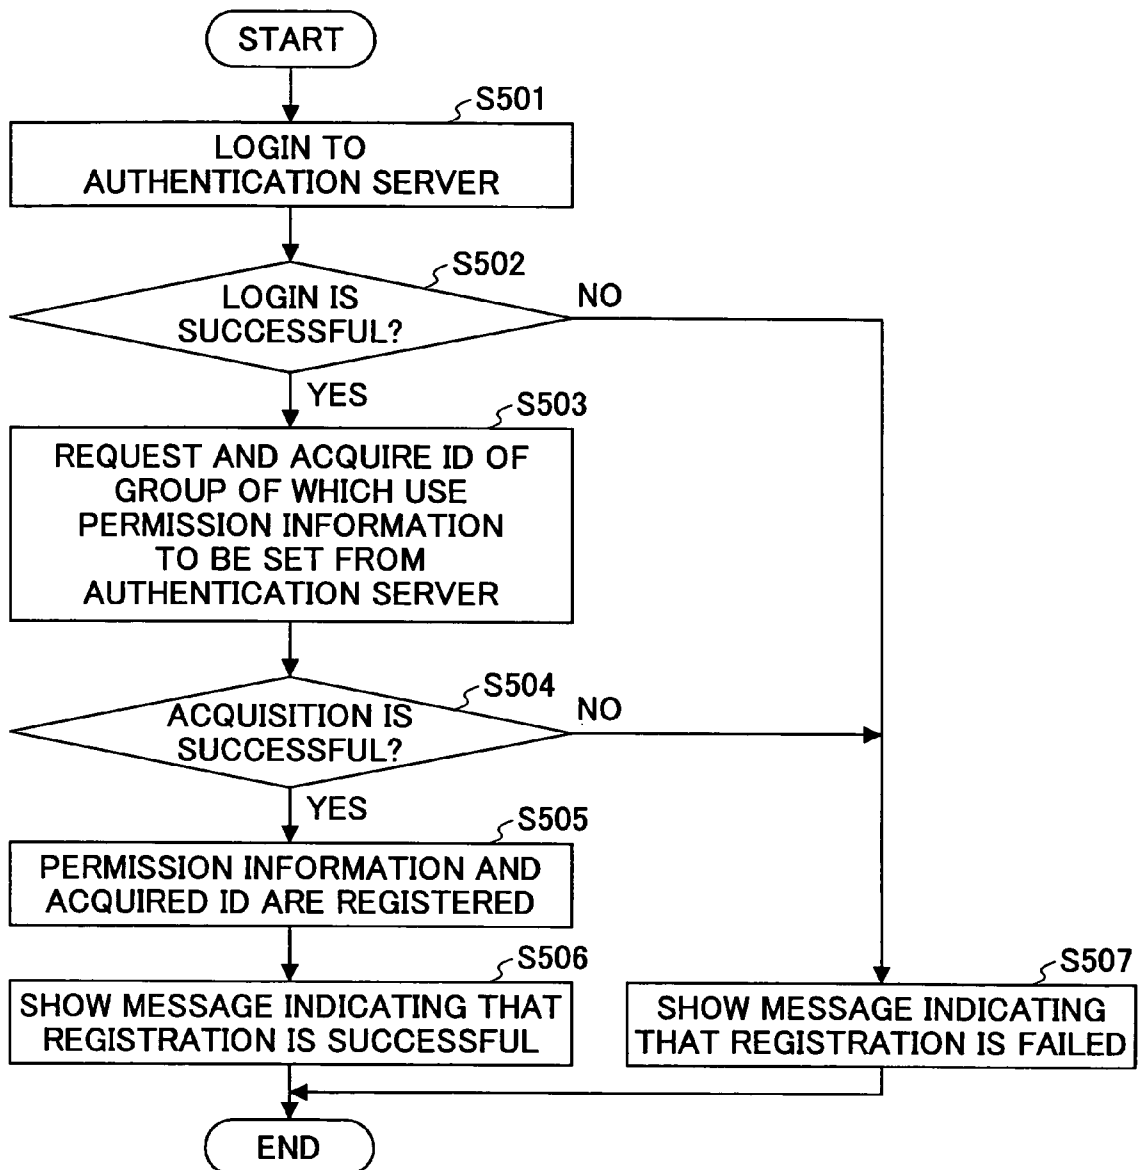 START
S501
LOGIN TO
AUTHENTICATION SERVER
S502
LOGIN IS
SUCCESSFUL?
NO
YES
S503
REQUEST AND ACQUIRE ID OF
GROUP OF WHICH USE
PERMISSION INFORMATION
TO BE SET FROM
AUTHENTICATION SERVER
S504
ACQUISITION IS
SUCCESSFUL?
NO
YES
S505
PERMISSION INFORMATION AND
ACQUIRED ID ARE REGISTERED
S506
SHOW MESSAGE INDICATING THAT
REGISTRATION IS SUCCESSFUL
S507
SHOW MESSAGE INDICATING
THAT REGISTRATION IS FAILED
END